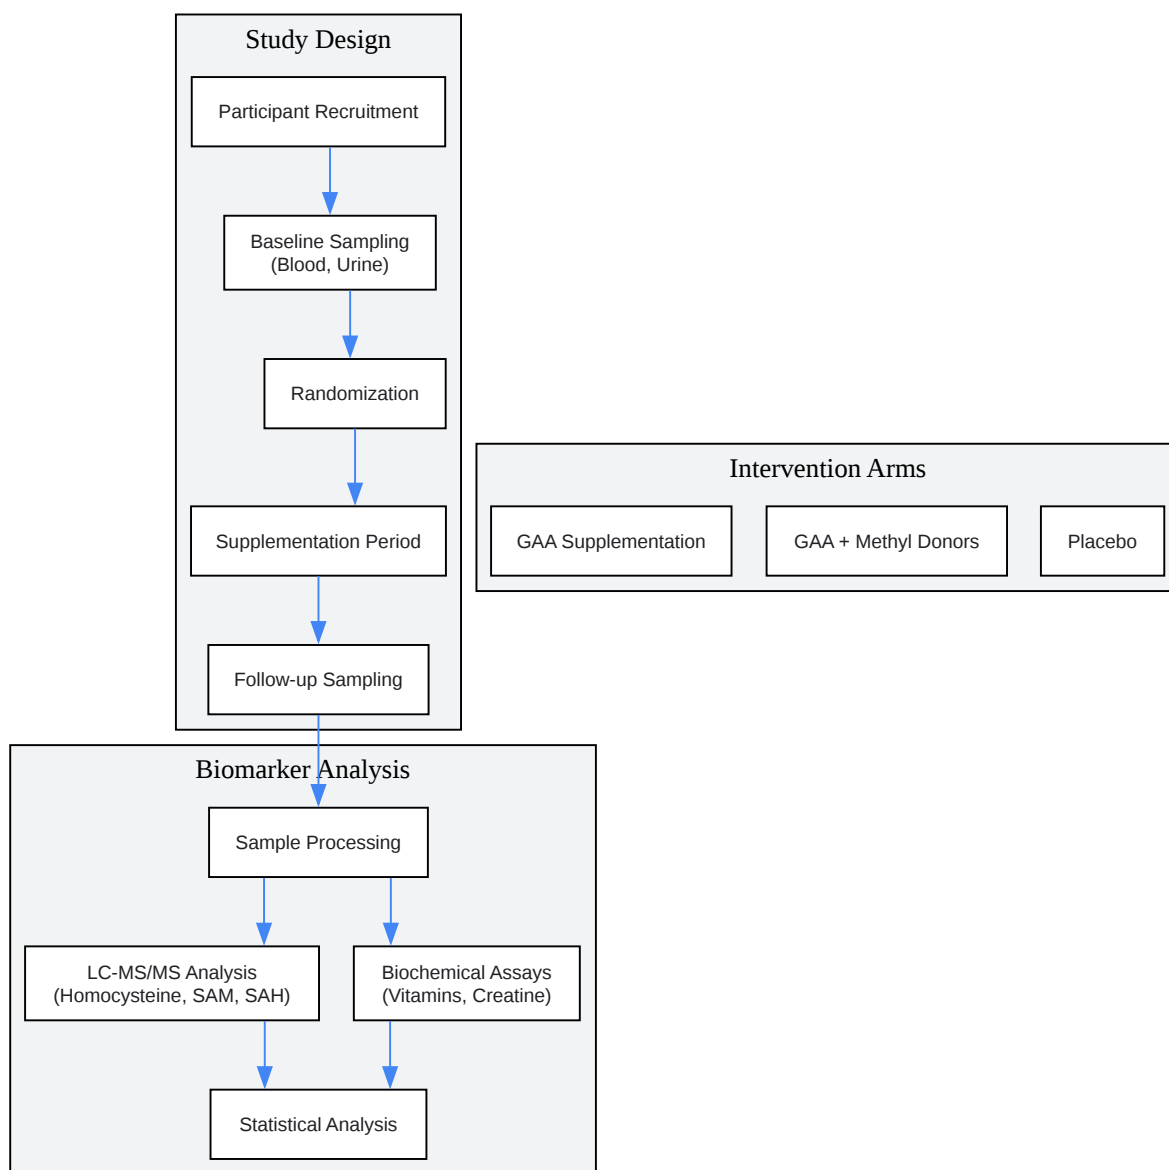 Study Design
Participant Recruitment
Baseline Sampling
(Blood, Urine)
Randomization
Supplementation Period
Follow-up Sampling
Intervention Arms
GAA Supplementation
GAA + Methyl Donors
Placebo
Biomarker Analysis
Sample Processing
LC-MS/MS Analysis
(Homocysteine, SAM, SAH)
Biochemical Assays
(Vitamins, Creatine)
Statistical Analysis